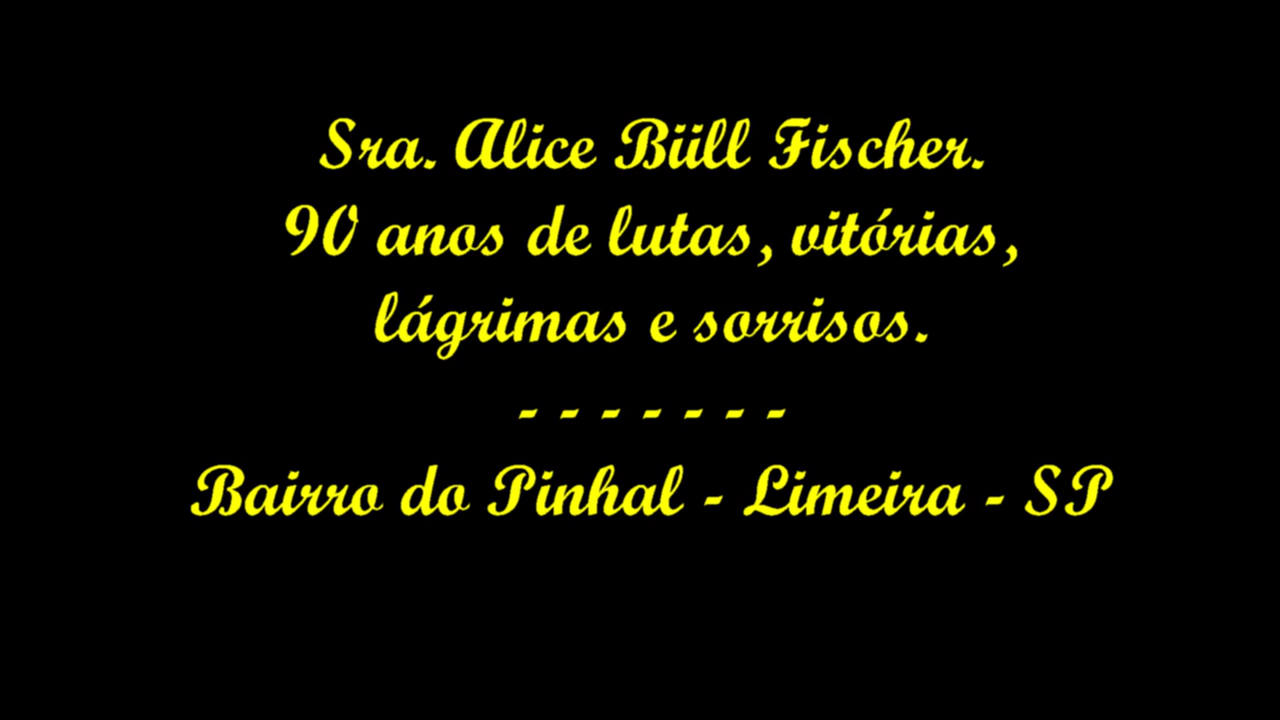 Sra. Alice Büll Fischer.
90 anos de lutas, vitórias,
lágrimas e sorrisos.
- - - - - - -
Bairro do Pinhal - Limeira - SP